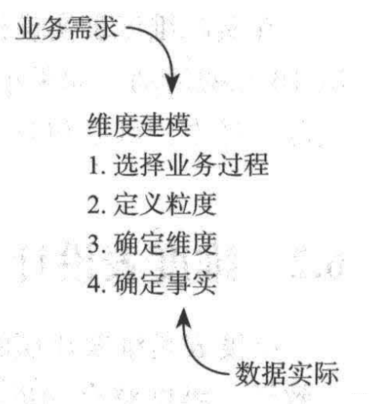 业务需求
维度建模
1. 选择业务过程
2. 定义粒度
3. 确定维度
4. 确定事实
数据实际